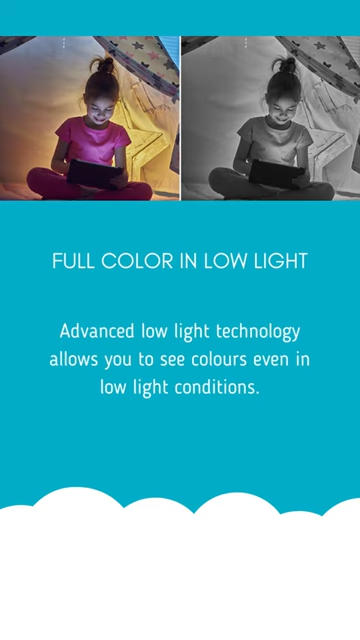 FULL COLOR IN LOW LIGHT
Advanced low light technology
allows you to see colours even in
low light conditions.